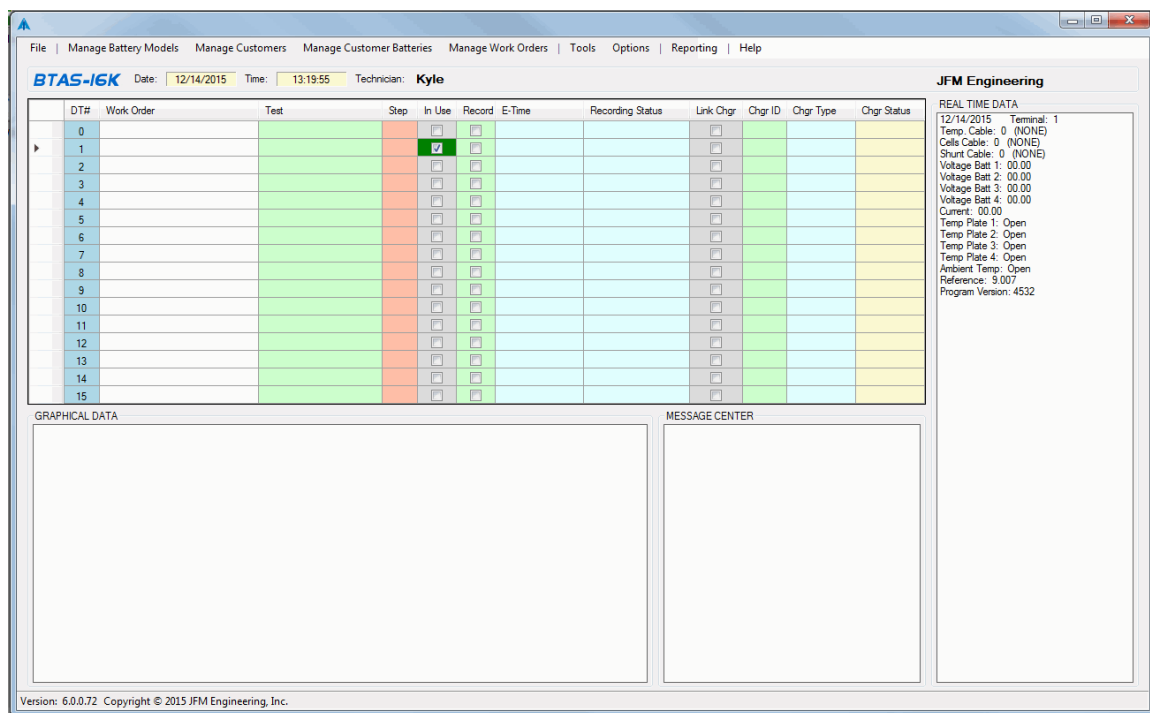 File | Manage Battery Models Manage Customers Manage Customer Batteries Manage Work Orders | Tools Options | Reporting | Help
BTAS-16K Date: 12/14/2015 Time: 13:19:55 Technician: Kyle
JFM Engineering
DT# Work Order Test Step In Use Record E-Time Recording Status Link Chgr Chgr ID Chgr Type Chgr Status
0
1
2
3
4
5
6
7
8
9
10
11
12
13
14
15
REAL TIME DATA
12/14/2015 Terminal: 1
Temp. Cable: 0 (NONE)
Cells Cable: 0 (NONE)
Shunt Cable: 0 (NONE)
Voltage Batt 1: 00.00
Voltage Batt 2: 00.00
Voltage Batt 3: 00.00
Voltage Batt 4: 00.00
Current: 00.00
Temp Plate 1: Open
Temp Plate 2: Open
Temp Plate 3: Open
Temp Plate 4: Open
Ambient Temp: Open
Reference: 9.007
Program Version: 4532
GRAPHICAL DATA
MESSAGE CENTER
Version: 6.0.0.72 Copyright © 2015 JFM Engineering, Inc.